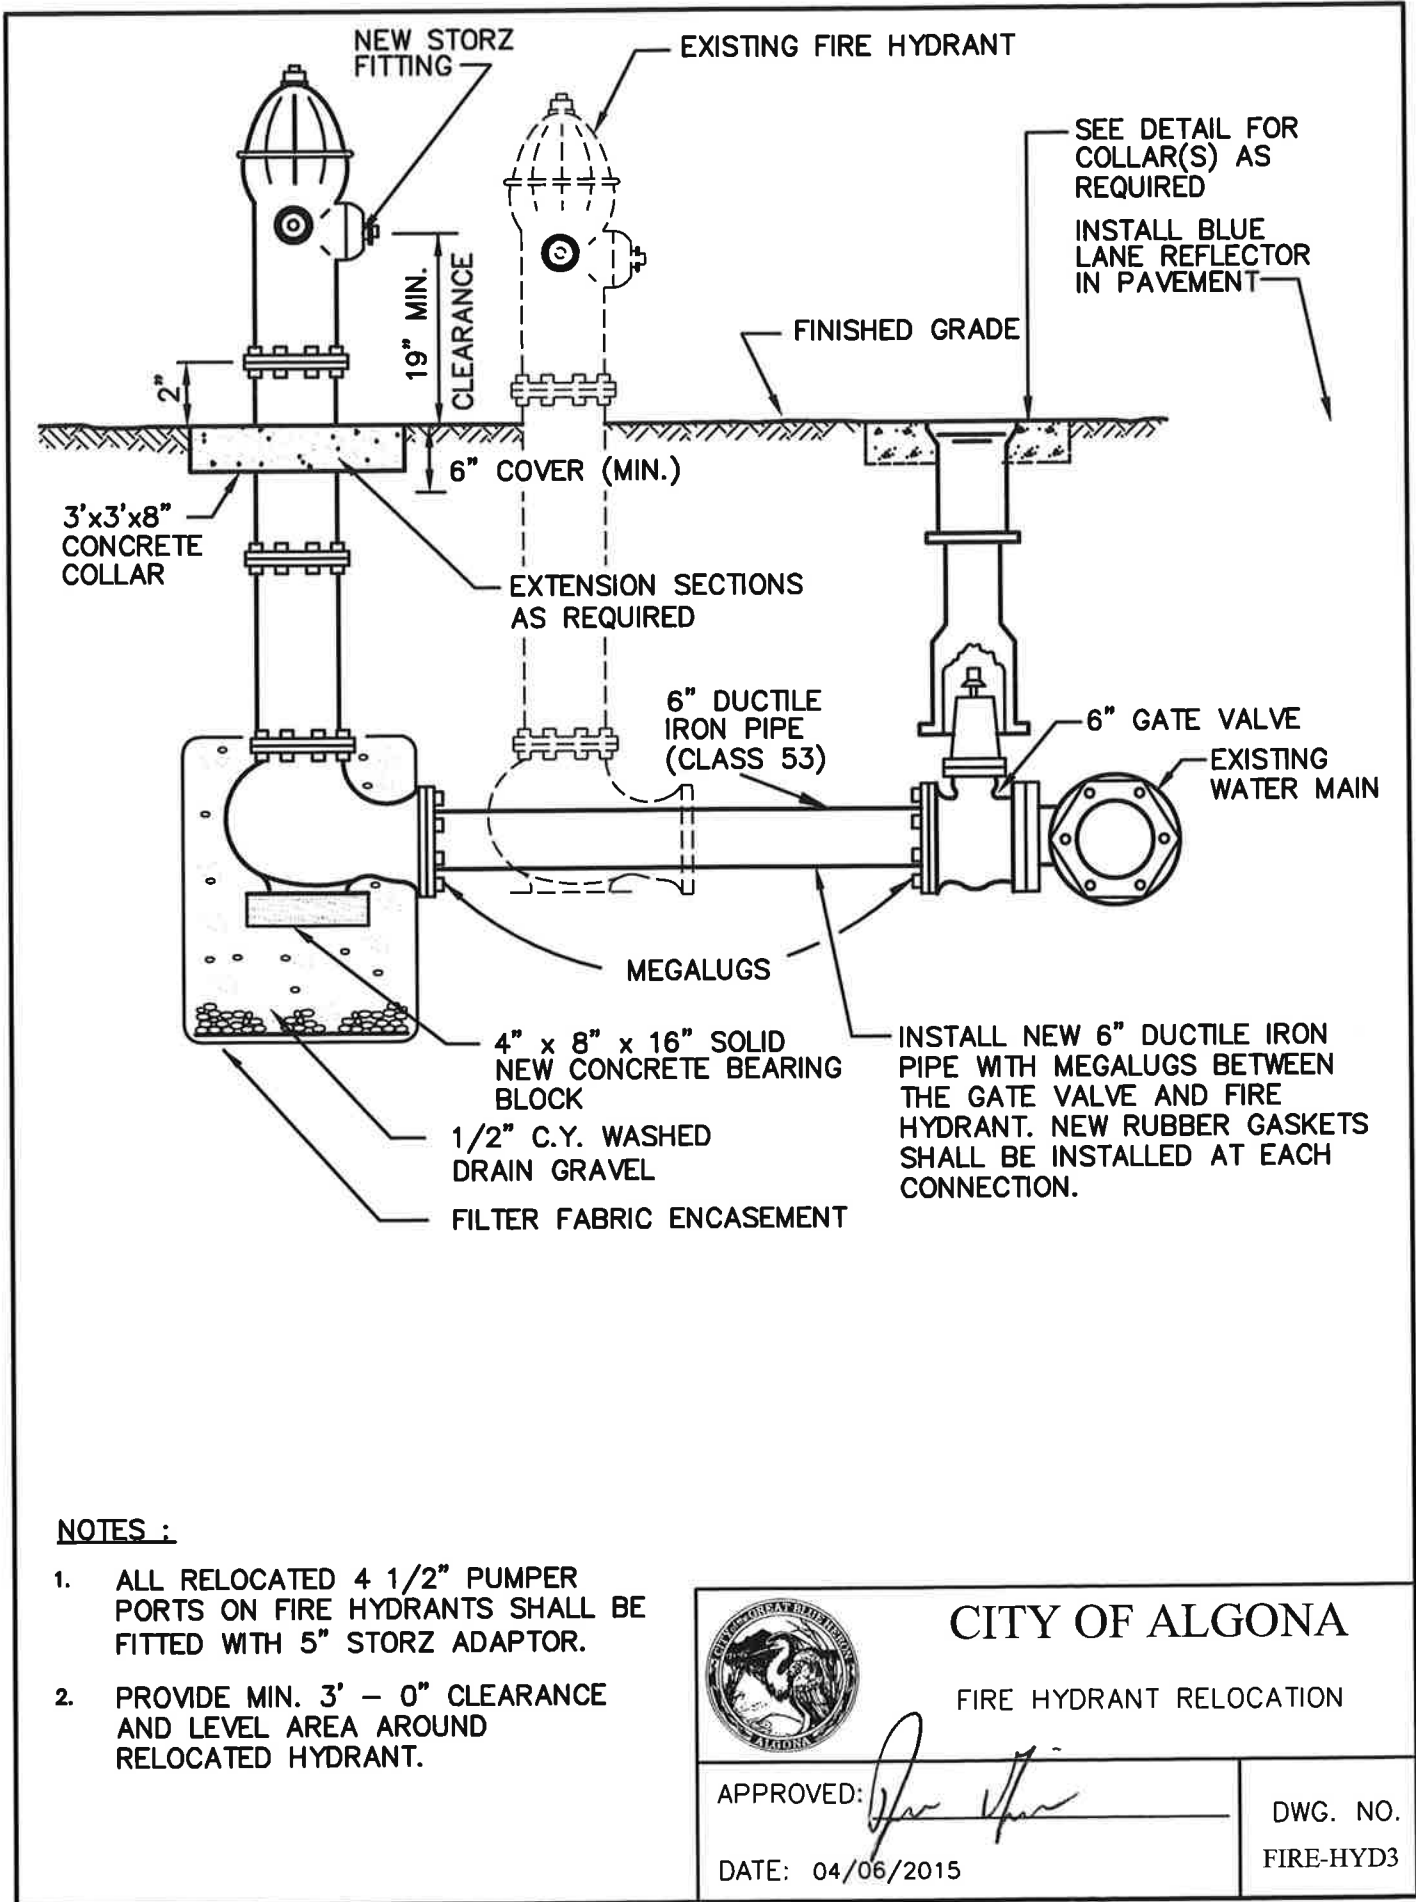 NEW STORZ
FITTING
EXISTING FIRE HYDRANT
SEE DETAIL FOR
COLLAR(S) AS
REQUIRED
INSTALL BLUE
LANE REFLECTOR
IN PAVEMENT
19" MIN.
CLEARANCE
FINISHED GRADE
2"
6" COVER (MIN.)
3'x3'x8"
CONCRETE
COLLAR
EXTENSION SECTIONS
AS REQUIRED
6" DUCTILE
IRON PIPE
(CLASS 53)
6" GATE VALVE
EXISTING
WATER MAIN
MEGALUGS
4" x 8" x 16" SOLID
NEW CONCRETE BEARING
BLOCK
1/2" C.Y. WASHED
DRAIN GRAVEL
FILTER FABRIC ENCASEMENT
INSTALL NEW 6" DUCTILE IRON
PIPE WITH MEGALUGS BETWEEN
THE GATE VALVE AND FIRE
HYDRANT. NEW RUBBER GASKETS
SHALL BE INSTALLED AT EACH
CONNECTION.
NOTES :
1. ALL RELOCATED 4 1/2" PUMPER
PORTS ON FIRE HYDRANTS SHALL BE
FITTED WITH 5" STORZ ADAPTOR.
2. PROVIDE MIN. 3' - 0" CLEARANCE
AND LEVEL AREA AROUND
RELOCATED HYDRANT.
CITY of the GREAT BLUE HERON
ALGONA
CITY OF ALGONA
FIRE HYDRANT RELOCATION
APPROVED:
DATE: 04/06/2015
DWG. NO.
FIRE-HYD3